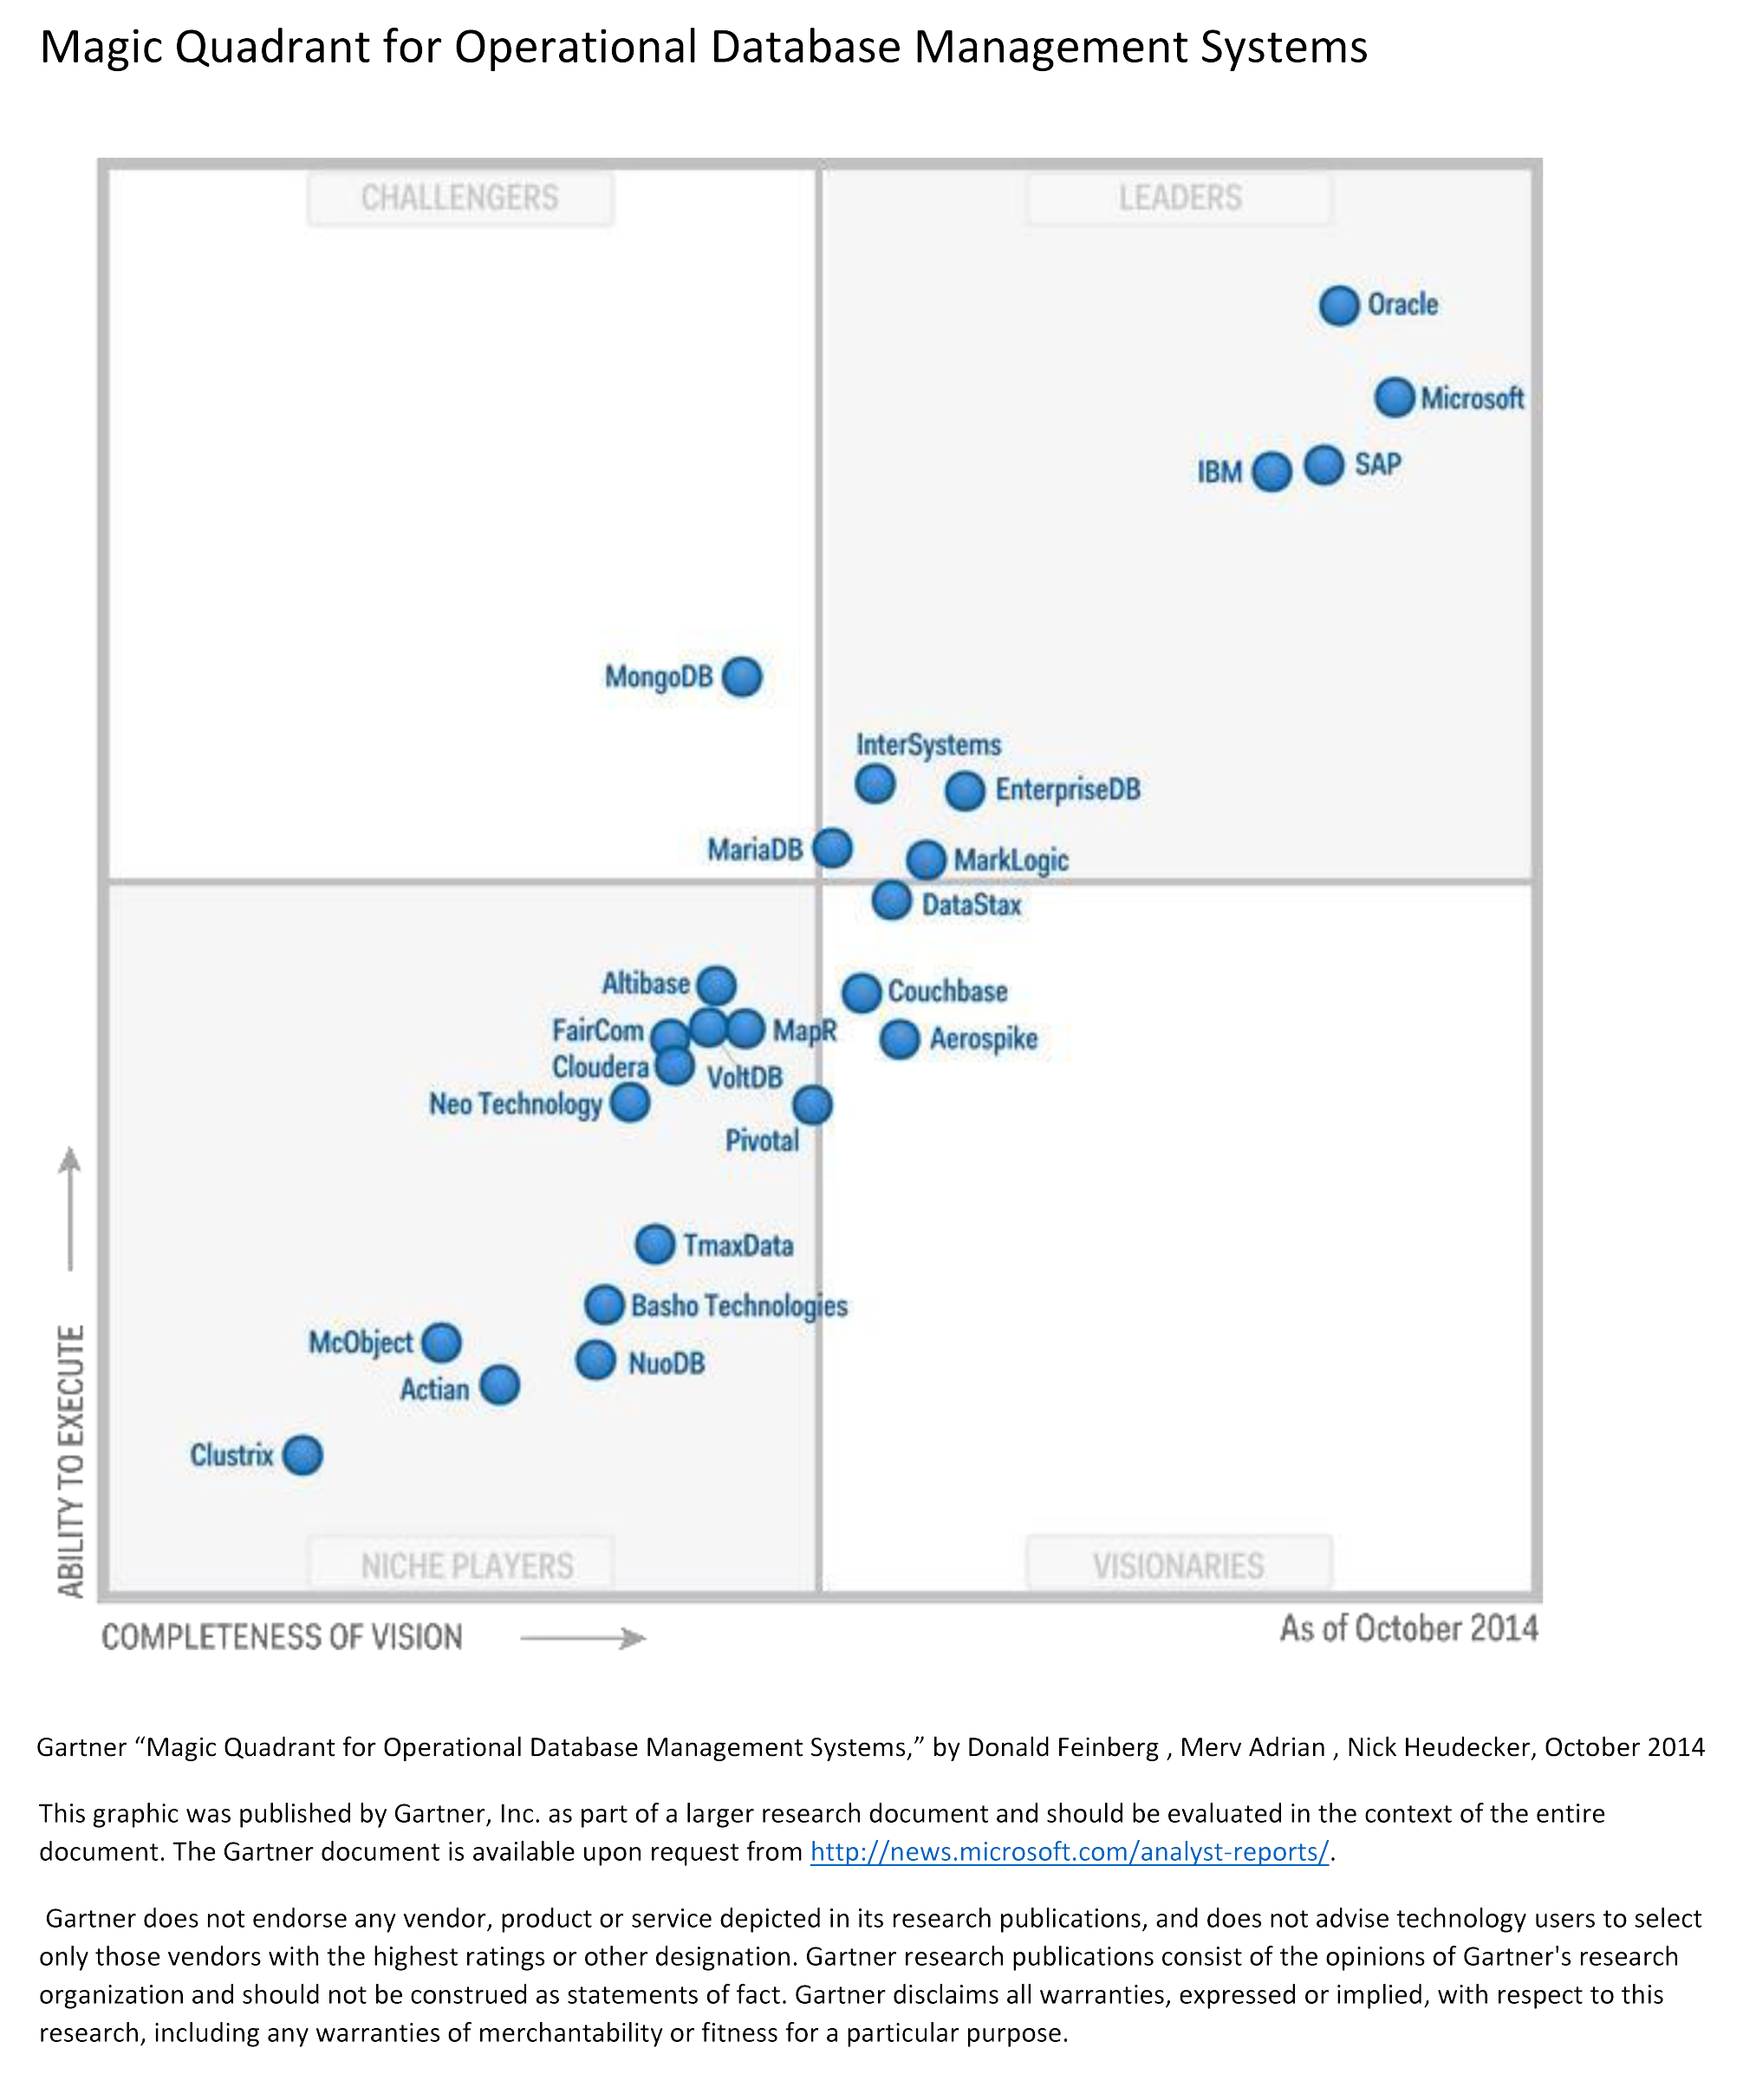 Magic Quadrant for Operational Database Management Systems
CHALLENGERS
LEADERS
Oracle
Microsoft
IBM
SAP
MongoDB
InterSystems
EnterpriseDB
MariaDB
MarkLogic
DataStax
Altibase
Couchbase
FairCom
MapR
Aerospike
Cloudera
VoltDB
Neo Technology
Pivotal
TmaxData
Basho Technologies
McObject
NuoDB
Actian
Clustrix
NICHE PLAYERS
VISIONARIES
ABILITY TO EXECUTE
COMPLETENESS OF VISION
As of October 2014
Gartner “Magic Quadrant for Operational Database Management Systems,” by Donald Feinberg , Merv Adrian , Nick Heudecker, October 2014
This graphic was published by Gartner, Inc. as part of a larger research document and should be evaluated in the context of the entire
document. The Gartner document is available upon request from http://news.microsoft.com/analyst-reports/.
Gartner does not endorse any vendor, product or service depicted in its research publications, and does not advise technology users to select
only those vendors with the highest ratings or other designation. Gartner research publications consist of the opinions of Gartner's research
organization and should not be construed as statements of fact. Gartner disclaims all warranties, expressed or implied, with respect to this
research, including any warranties of merchantability or fitness for a particular purpose.